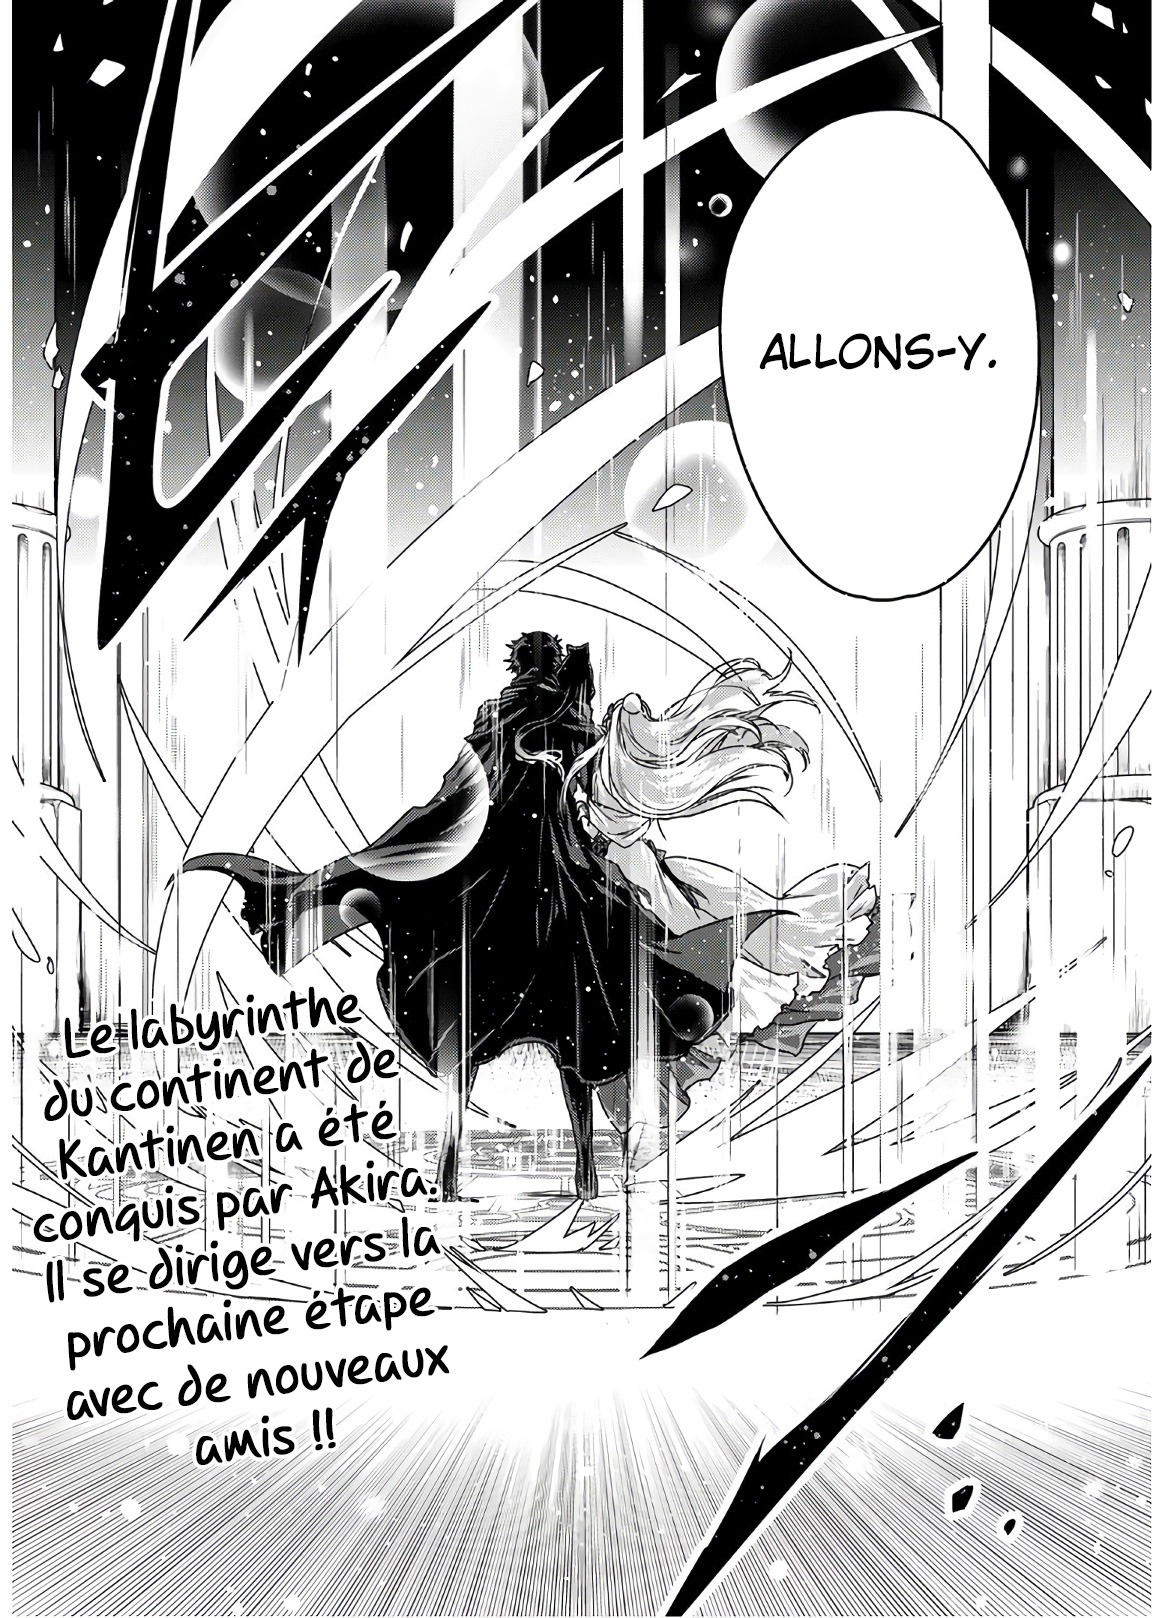 ALLONS-Y.
Le labyrinthe
du continent de
Kantinen a été
conquis par Akira.
Il se dirige vers la
prochaine étape
avec de nouveaux
amis !!